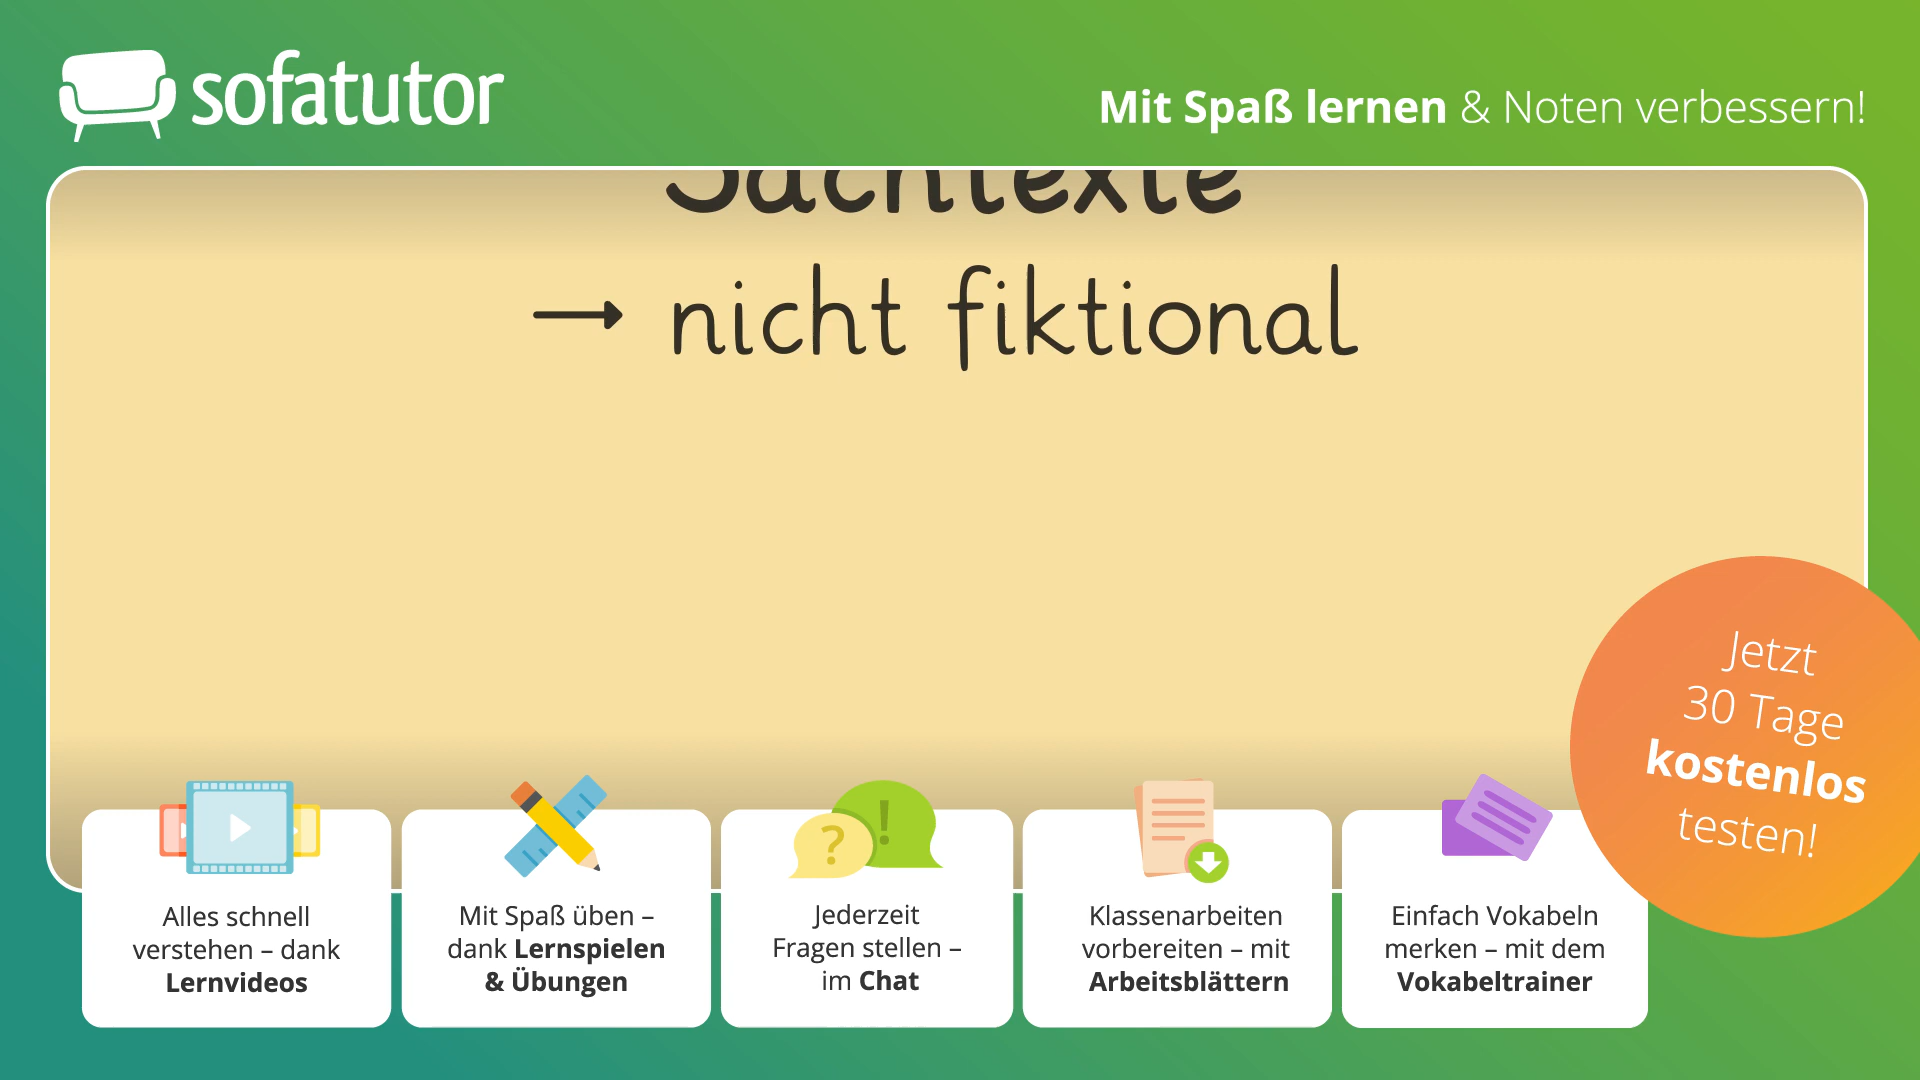 sofatutor
Mit Spaß lernen & Noten verbessern!
Sachtexte
→ nicht fiktional
Jetzt
30 Tage
kostenlos
testen!
Alles schnell
verstehen – dank
Lernvideos
Mit Spaß üben –
dank Lernspielen
& Übungen
?
!
Jederzeit
Fragen stellen –
im Chat
Klassenarbeiten
vorbereiten – mit
Arbeitsblättern
Einfach Vokabeln
merken – mit dem
Vokabeltrainer